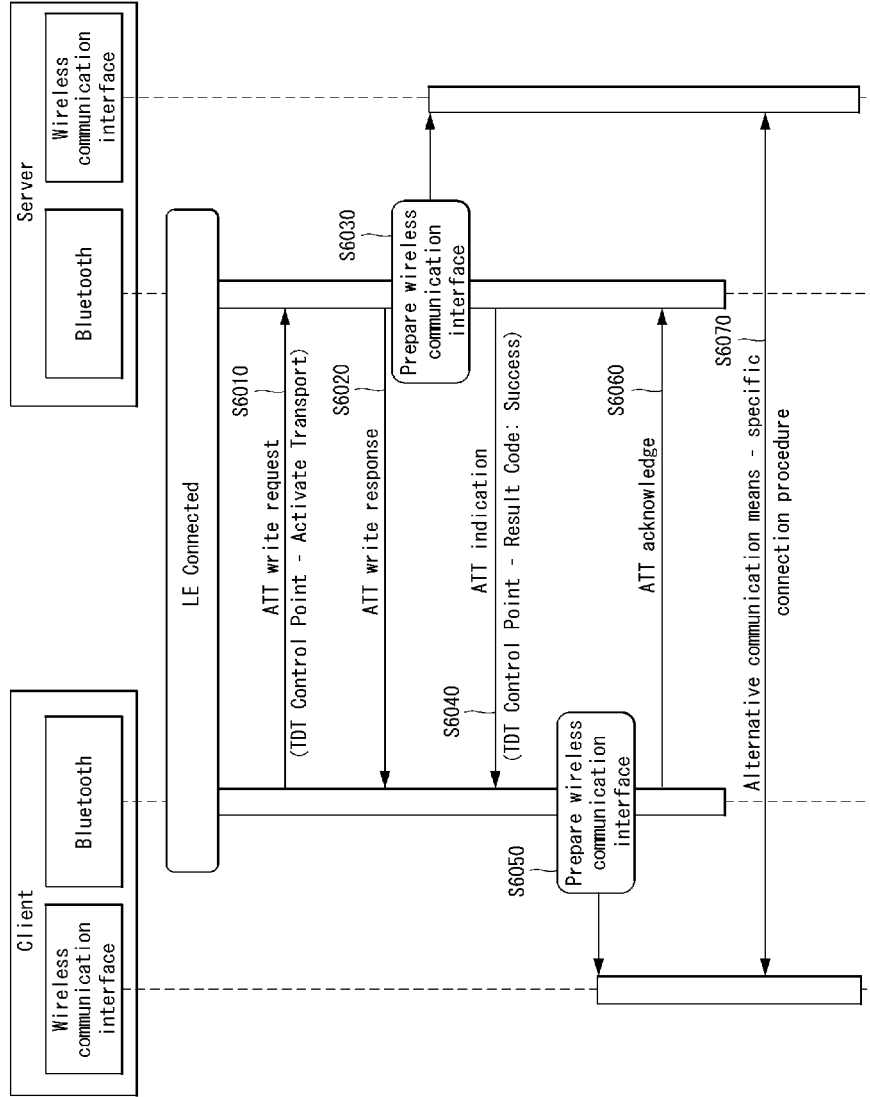 Client
Wireless
communication
interface
Bluetooth
Server
Bluetooth
Wireless
communication
interface
LE Connected
ATT write request
S6010
(TDT Control Point - Activate Transport)
ATT write response
S6020
S6030
Prepare wireless
communication
interface
S6040
ATT indication
(TDT Control Point - Result Code: Success)
S6050
Prepare wireless
communication
interface
ATT acknowledge
S6060
Alternative communication means - specific
connection procedure
S6070